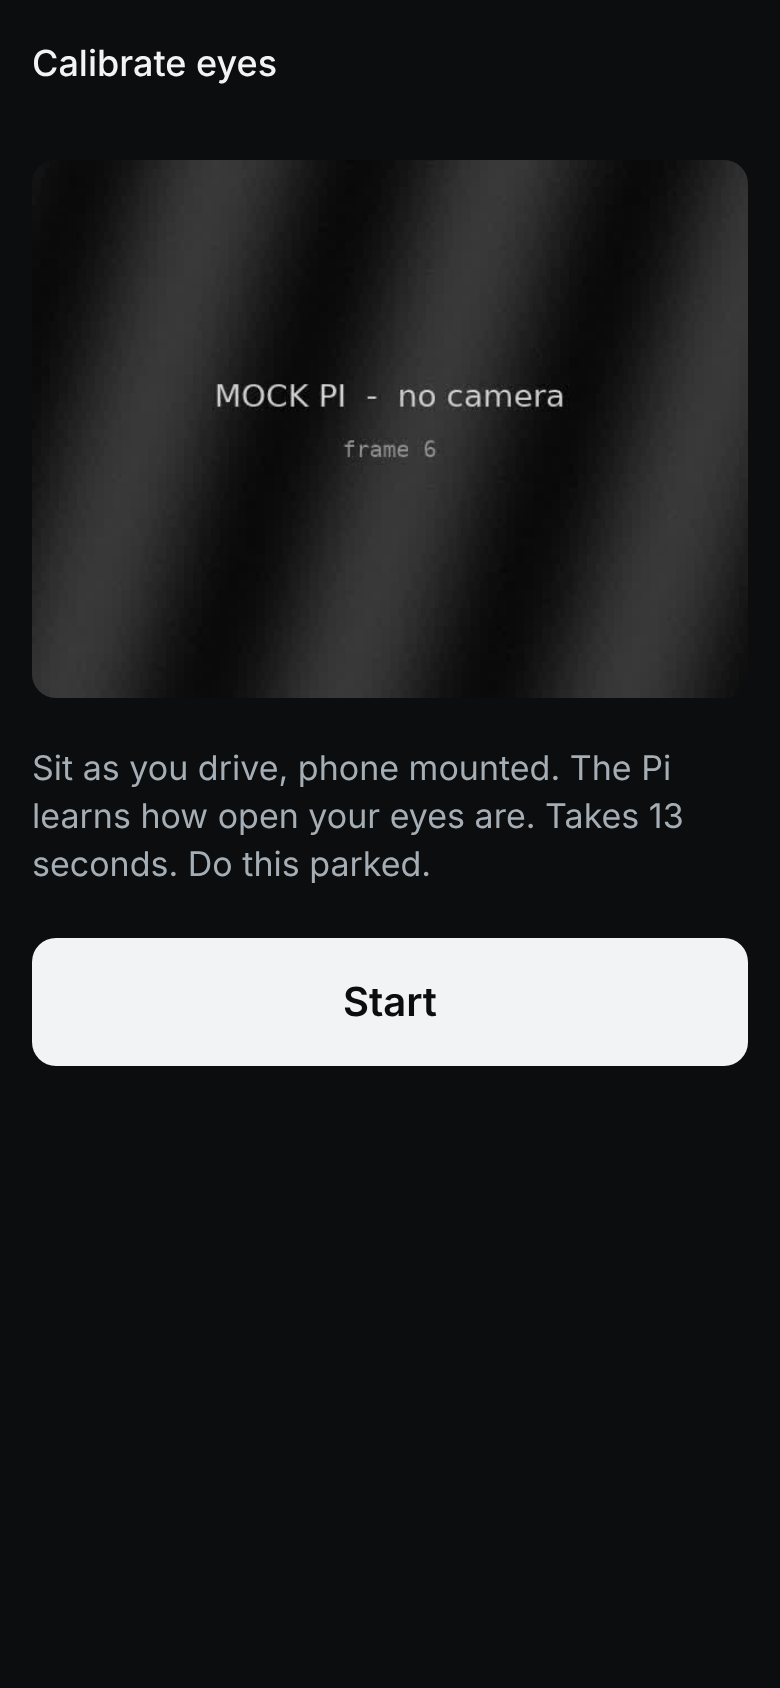 Calibrate eyes
MOCK PI - no camera
frame 6
Sit as you drive, phone mounted. The Pi
learns how open your eyes are. Takes 13
seconds. Do this parked.
Start